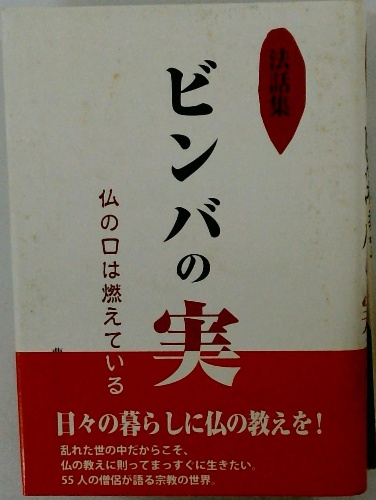 法話集
ビンバの実
仏の口は燃えている
日々の暮らしに仏の教えを!
乱れた世の中だからこそ、
仏の教えに則ってまっすぐに生きたい。
55人の僧侶が語る宗教の世界。